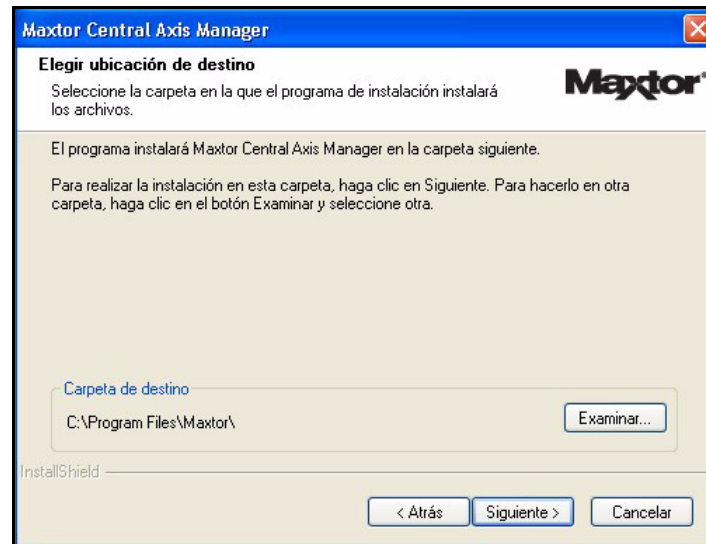 Maxtor Central Axis Manager
Elegir ubicación de destino
Seleccione la carpeta en la que el programa de instalación instalará
los archivos.
Maxtor
El programa instalará Maxtor Central Axis Manager en la carpeta siguiente.
Para realizar la instalación en esta carpeta, haga clic en Siguiente. Para hacerlo en otra
carpeta, haga clic en el botón Examinar y seleccione otra.
Carpeta de destino
C:\Program Files\Maxtor\
Examinar...
InstallShield
< Atrás
Siguiente >
Cancelar